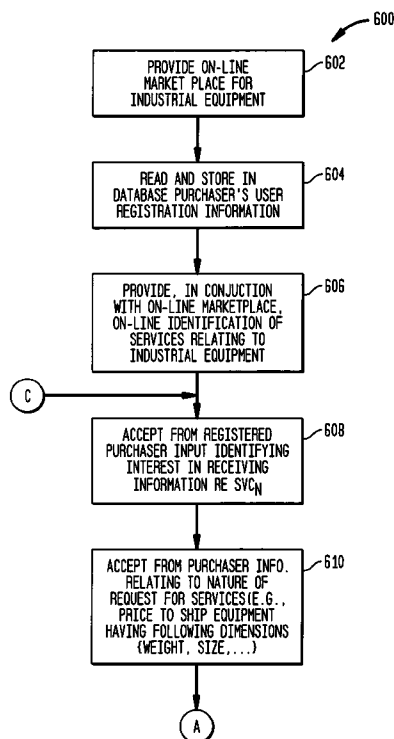 600
PROVIDE ON-LINE
MARKET PLACE FOR
INDUSTRIAL EQUIPMENT
602
READ AND STORE IN
DATABASE PURCHASER'S USER
REGISTRATION INFORMATION
604
PROVIDE, IN CONJUCTION
WITH ON-LINE MARKETPLACE,
ON-LINE IDENTIFICATION OF
SERVICES RELATING TO
INDUSTRIAL EQUIPMENT
606
C
ACCEPT FROM REGISTERED
PURCHASER INPUT IDENTIFYING
INTEREST IN RECEIVING
INFORMATION RE SVCN
608
ACCEPT FROM PURCHASER INFO.
RELATING TO NATURE OF
REQUEST FOR SERVICES(E.G.,
PRICE TO SHIP EQUIPMENT
HAVING FOLLOWING DIMENSIONS
{WEIGHT, SIZE,...)
610
A